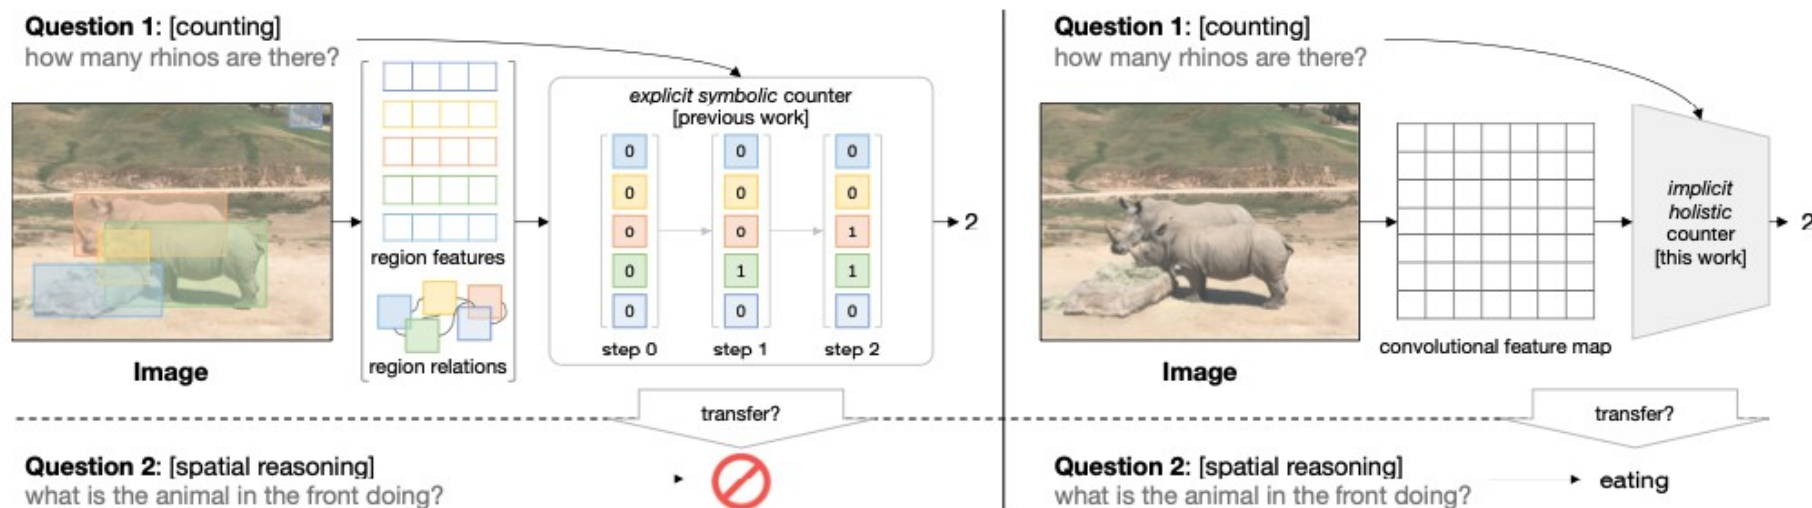 Question 1: [counting]
how many rhinos are there?
explicit symbolic counter
[previous work]
0 0 0
0 0 0
0 0 1
0 1 1
0 0 0
step 0 step 1 step 2
region features
region relations
2
Image
transfer?
Question 2: [spatial reasoning]
what is the animal in the front doing?
Question 1: [counting]
how many rhinos are there?
implicit
holistic
counter
[this work]
2
convolutional feature map
Image
transfer?
Question 2: [spatial reasoning]
what is the animal in the front doing?
eating